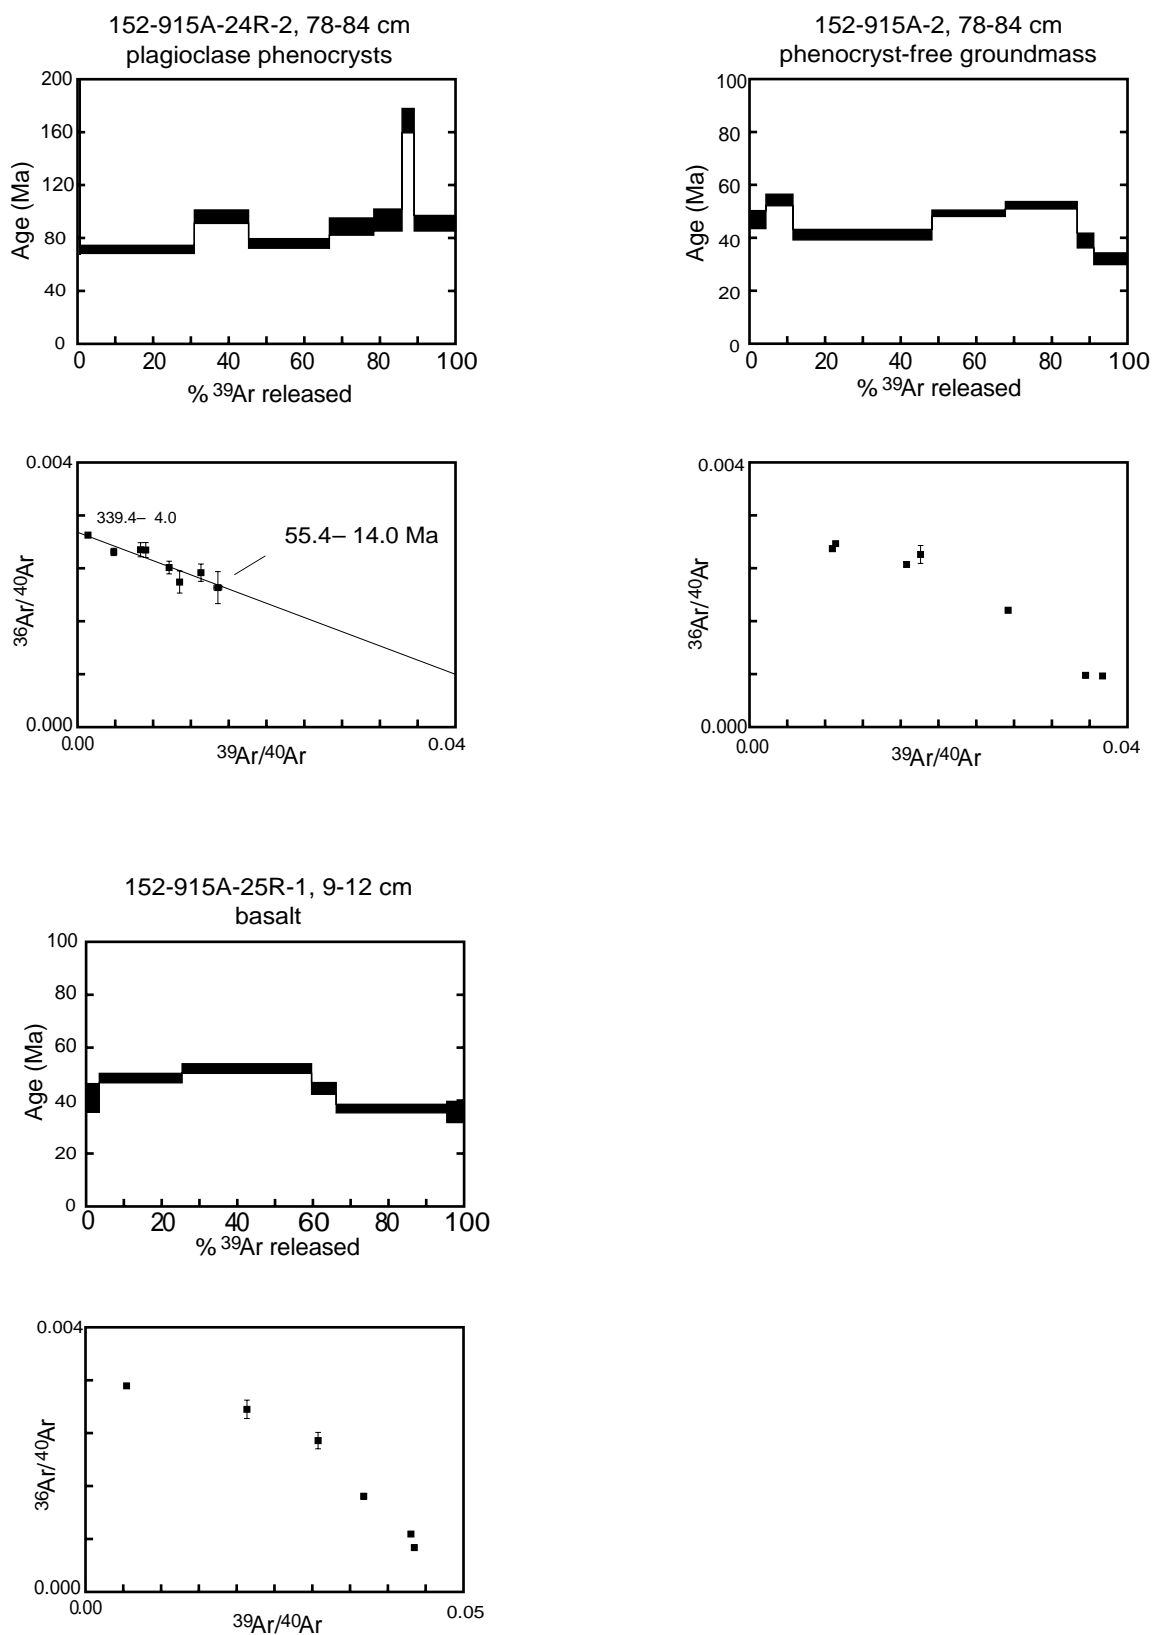 152-915A-24R-2, 78-84 cm
plagioclase phenocrysts
200
160
120
80
40
0
Age (Ma)
0 20 40 60 80 100
% 39Ar released
0.004
0.000
36Ar/40Ar
339.4– 4.0
55.4– 14.0 Ma
0.00 0.04
39Ar/40Ar
152-915A-2, 78-84 cm
phenocryst-free groundmass
100
80
60
40
20
0
Age (Ma)
0 20 40 60 80 100
% 39Ar released
0.004
0.000
36Ar/40Ar
0.00 0.04
39Ar/40Ar
152-915A-25R-1, 9-12 cm
basalt
100
80
60
40
20
0
Age (Ma)
0 20 40 60 80 100
% 39Ar released
0.004
0.000
36Ar/40Ar
0.00 0.05
39Ar/40Ar